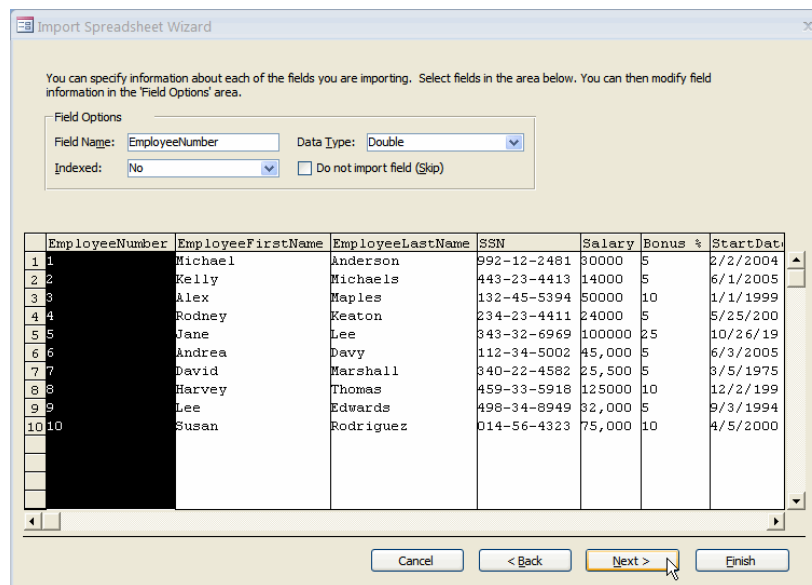 Import Spreadsheet Wizard
You can specify information about each of the fields you are importing. Select fields in the area below. You can then modify field
information in the 'Field Options' area.
Field Options
Field Name: EmployeeNumber Data Type: Double
Indexed: No Do not import field (Skip)
EmployeeNumber EmployeeFirstName EmployeeLastName SSN Salary Bonus % StartDat
1 1 Michael Anderson 992-12-2481 30000 5 2/2/2004
2 2 Kelly Michaels 443-23-4413 14000 5 6/1/2005
3 3 Alex Maples 132-45-5394 50000 10 1/1/1999
4 4 Rodney Keaton 234-23-4411 24000 5 5/25/200
5 5 Jane Lee 343-32-6969 100000 25 10/26/19
6 6 Andrea Davy 112-34-5002 45,000 5 6/3/2005
7 7 David Marshall 340-22-4582 25,500 5 3/5/1975
8 8 Harvey Thomas 459-33-5918 125000 10 12/2/199
9 9 Lee Edwards 498-34-8949 32,000 5 9/3/1994
10 10 Susan Rodriguez 014-56-4323 75,000 10 4/5/2000
Cancel < Back Next > Finish